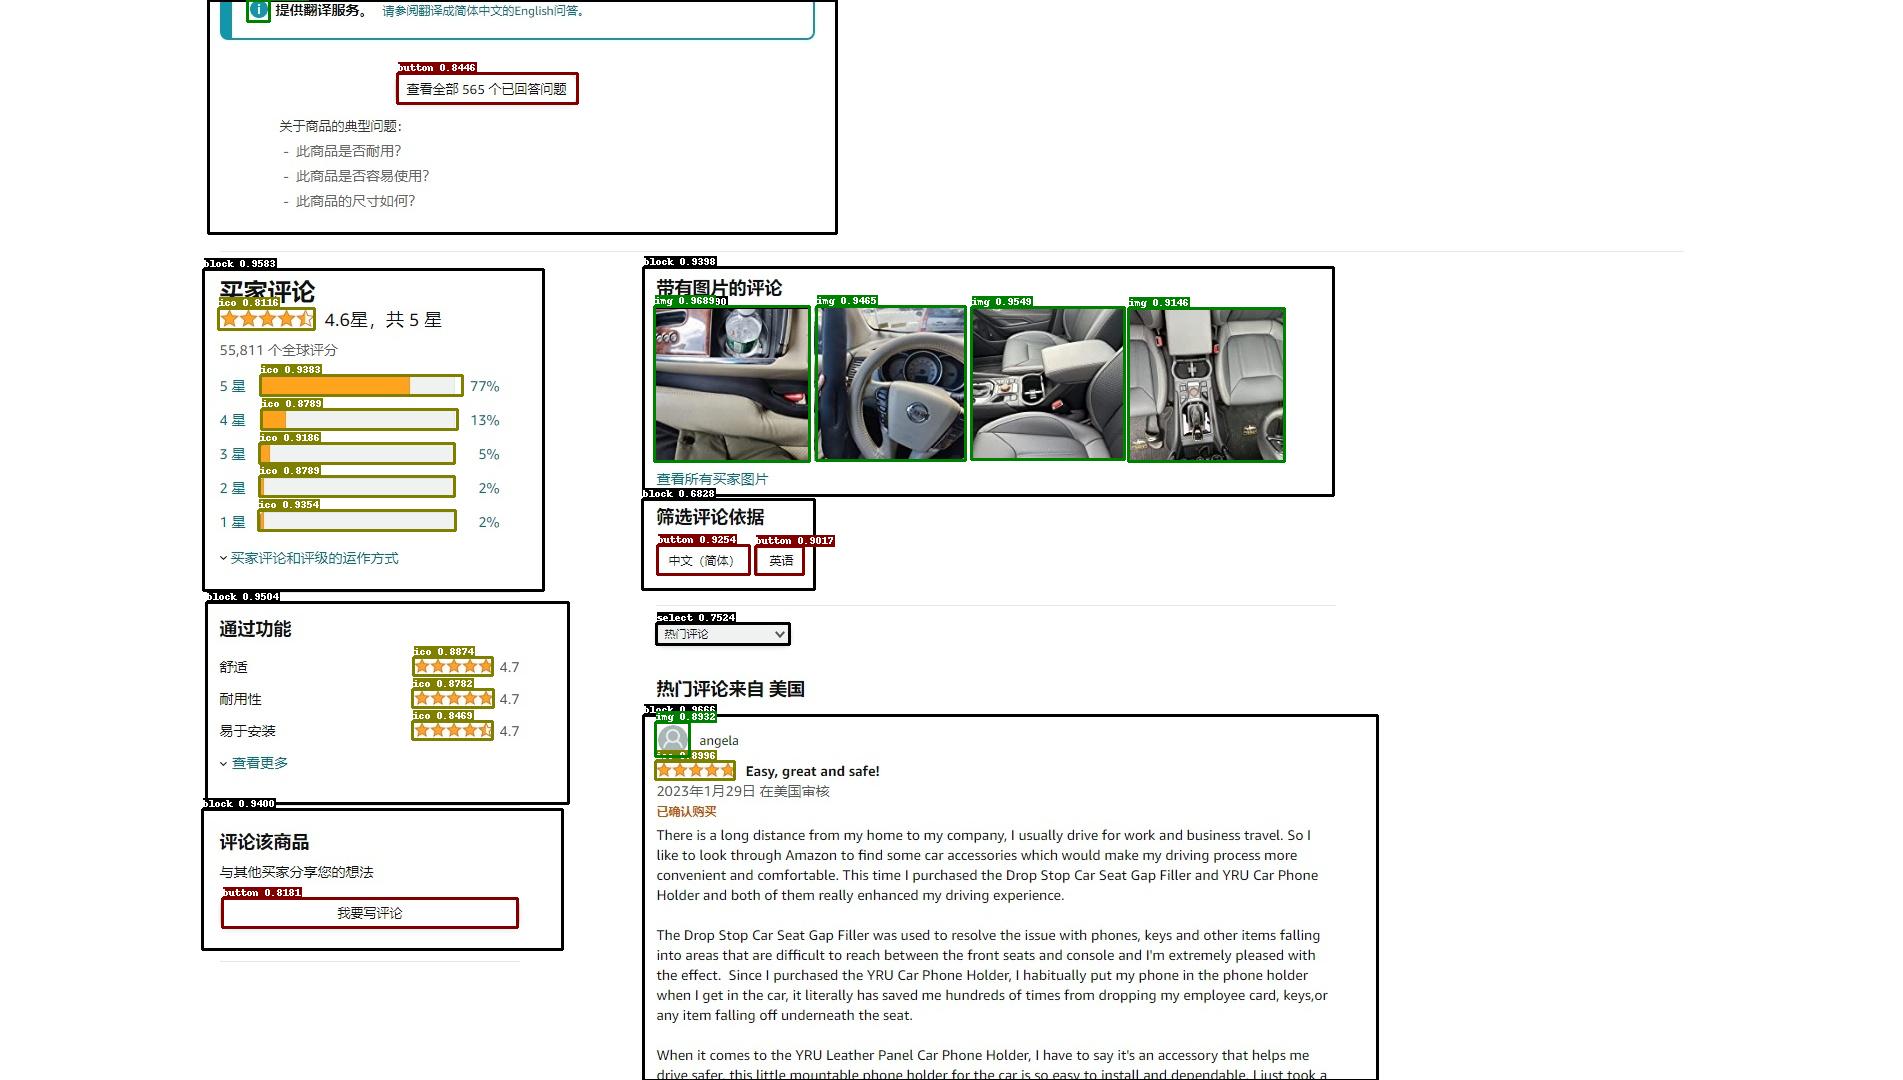 提供翻译服务。 请参阅翻译成简体中文的English问答。
button 0.8446
查看全部 565 个已回答问题
关于商品的典型问题:
- 此商品是否耐用?
- 此商品是否容易使用?
- 此商品的尺寸如何?
block 0.9583
买家评论
ico 0.8116
4.6星，共 5 星
55,811 个全球评分
ico 0.9383
5 星 77%
ico 0.8789
4 星 13%
ico 0.9186
3 星 5%
ico 0.8789
2 星 2%
ico 0.9354
1 星 2%
买家评论和评级的运作方式
block 0.9504
通过功能
ico 0.8874
舒适 4.7
ico 0.8782
耐用性 4.7
ico 0.8469
易于安装 4.7
查看更多
block 0.9400
评论该商品
与其他买家分享您的想法
button 0.8181
我要写评论
block 0.9398
带有图片的评论
img 0.9689 img 0.9465 img 0.9549 img 0.9146
查看所有买家图片
block 0.6828
筛选评论依据
button 0.9254 button 0.9017
中文（简体） 英语
select 0.7524
热门评论
热门评论来自 美国
block 0.9666
img 0.8932
angela
ico 0.8996
Easy, great and safe!
2023年1月29日 在美国审核
已确认购买
There is a long distance from my home to my company, I usually drive for work and business travel. So I
like to look through Amazon to find some car accessories which would make my driving process more
convenient and comfortable. This time I purchased the Drop Stop Car Seat Gap Filler and YRU Car Phone
Holder and both of them really enhanced my driving experience.
The Drop Stop Car Seat Gap Filler was used to resolve the issue with phones, keys and other items falling
into areas that are difficult to reach between the front seats and console and I'm extremely pleased with
the effect. Since I purchased the YRU Car Phone Holder, I habitually put my phone in the phone holder
when I get in the car, it literally has saved me hundreds of times from dropping my employee card, keys,or
any item falling off underneath the seat.
When it comes to the YRU Leather Panel Car Phone Holder, I have to say it's an accessory that helps me
drive safer, this little mountable phone holder for the car is so easy to install and dependable. I just took a